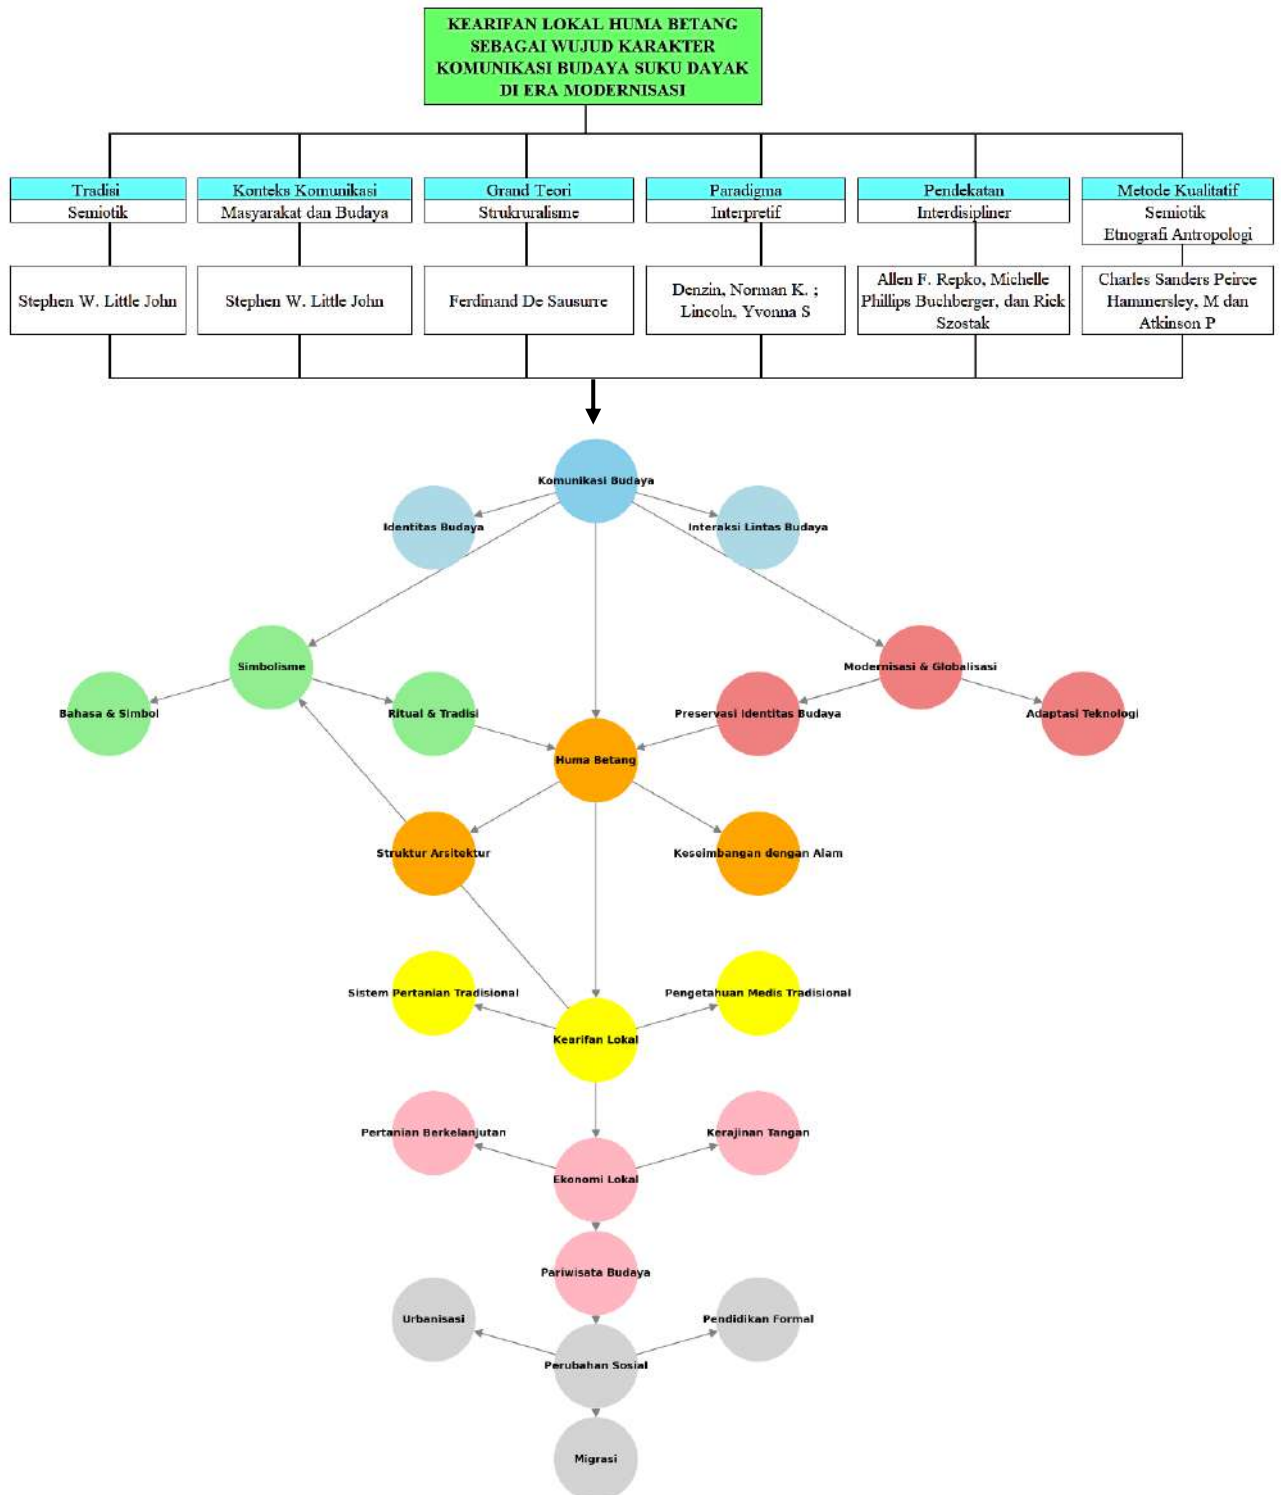 KEARIFAN LOKAL HUMA BETANG
SEBAGAI WUJUD KARAKTER
KOMUNIKASI BUDAYA SUKU DAYAK
DI ERA MODERNISASI
Tradisi
Semiotik
Stephen W. Little John
Konteks Komunikasi
Masyarakat dan Budaya
Stephen W. Little John
Grand Teori
Strukruralisme
Ferdinand De Sausurre
Paradigma
Interpretif
Denzin, Norman K. ;
Lincoln, Yvonna S
Pendekatan
Interdisipliner
Allen F. Repko, Michelle
Phillips Buchberger, dan Rick
Szostak
Metode Kualitatif
Semiotik
Etnografi Antropologi
Charles Sanders Peirce
Hammersley, M dan
Atkinson P
Komunikasi Budaya
Identitas Budaya
Interaksi Lintas Budaya
Simbolisme
Modernisasi & Globalisasi
Bahasa & Simbol
Ritual & Tradisi
Preservasi Identitas Budaya
Adaptasi Teknologi
Huma Betang
Struktur Arsitektur
Keseimbangan dengan Alam
Sistem Pertanian Tradisional
Pengetahuan Medis Tradisional
Kearifan Lokal
Pertanian Berkelanjutan
Kerajinan Tangan
Ekonomi Lokal
Pariwisata Budaya
Urbanisasi
Pendidikan Formal
Perubahan Sosial
Migrasi